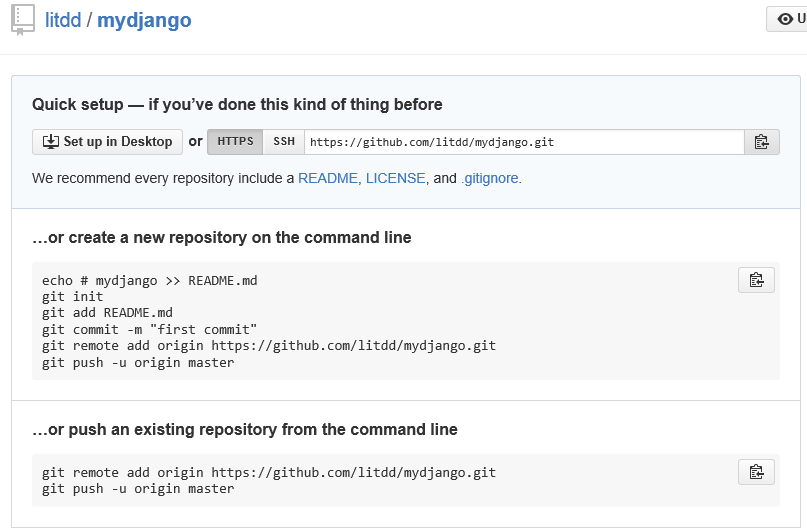 litdd / mydjango
U
Quick setup — if you've done this kind of thing before
Set up in Desktop or HTTPS SSH https://github.com/litdd/mydjango.git
We recommend every repository include a README, LICENSE, and .gitignore.
…or create a new repository on the command line
echo # mydjango >> README.md
git init
git add README.md
git commit -m "first commit"
git remote add origin https://github.com/litdd/mydjango.git
git push -u origin master
…or push an existing repository from the command line
git remote add origin https://github.com/litdd/mydjango.git
git push -u origin master